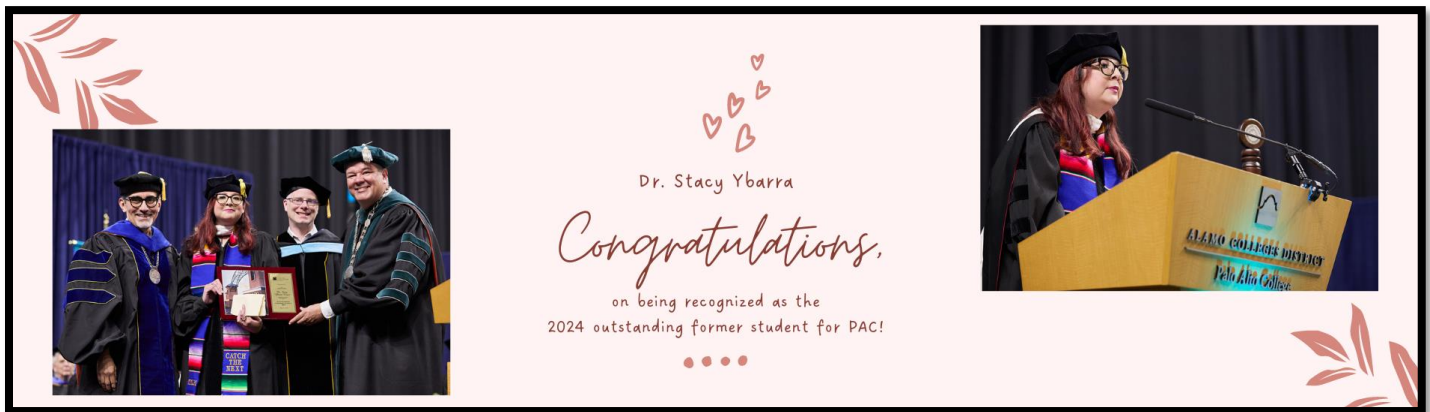 Dr. Stacy Ybarra
Congratulations,
on being recognized as the
2024 outstanding former student for PAC!
CATCH
THE
NEXT
ALAMO COLLEGES DISTRICT
Palo Alto College